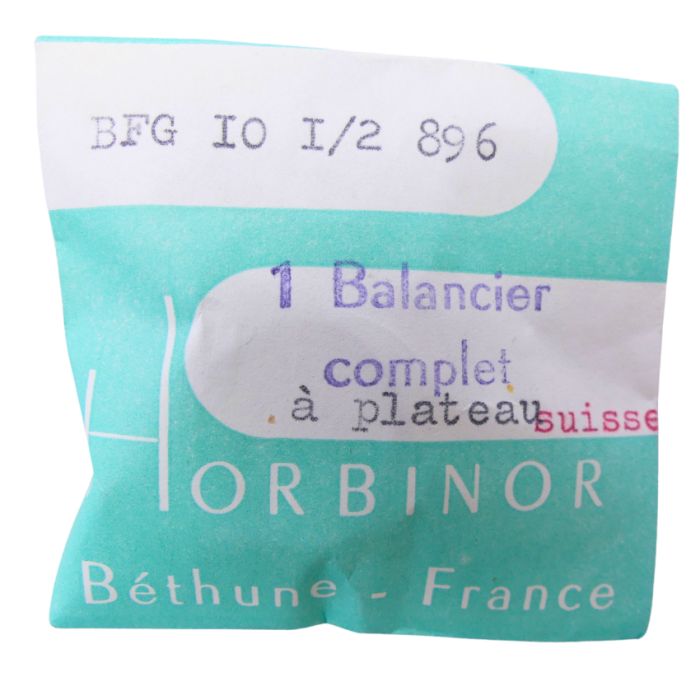 BFG IO I/2 896
1 Balancier
complet
à plateau suisse
HORBINOR
Béthune - France